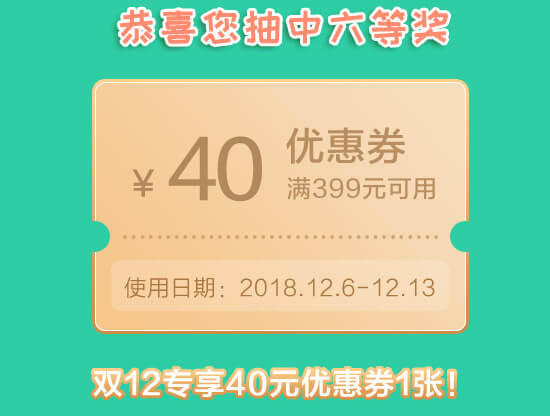 恭喜您抽中六等奖
¥40
优惠券
满399元可用
使用日期：2018.12.6-12.13
双12专享40元优惠券1张！